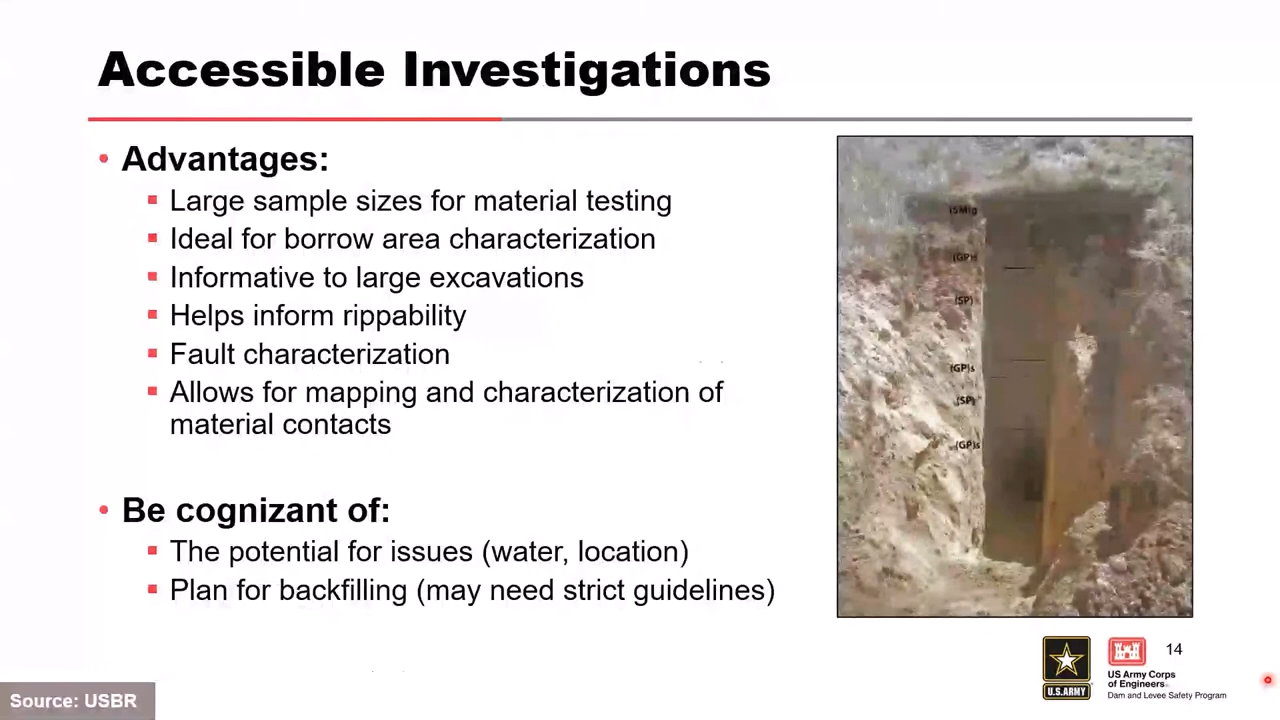 Accessible Investigations
Advantages:
Large sample sizes for material testing
Ideal for borrow area characterization
Informative to large excavations
Helps inform rippability
Fault characterization
Allows for mapping and characterization of
material contacts
Be cognizant of:
The potential for issues (water, location)
Plan for backfilling (may need strict guidelines)
(SM)g
(SP)
(GP)s
(SP)
(GP)s
U.S.ARMY
US Army Corps
of Engineers
Dam and Levee Safety Program
14
Source: USBR